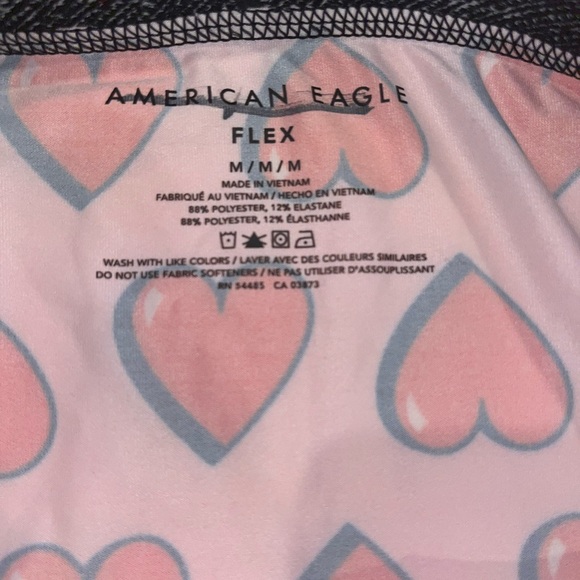 AMERICAN EAGLE
FLEX
M / M / M
MADE IN VIETNAM
FABRIQUÉ AU VIETNAM / HECHO EN VIETNAM
88% POLYESTER, 12% ELASTANE
88% POLYESTER, 12% ÉLASTHANNE
WASH WITH LIKE COLORS / LAVER AVEC DES COULEURS SIMILAIRES
DO NOT USE FABRIC SOFTENERS / NE PAS UTILISER D'ASSOUPLISSANT
RN 54485 CA 03873